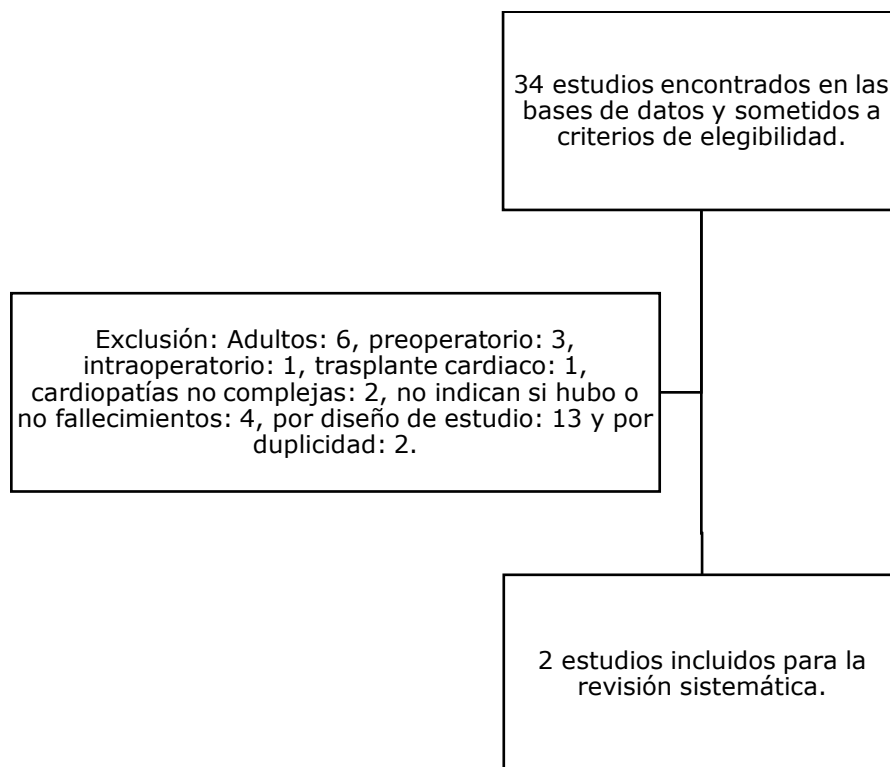 34 estudios encontrados en las
bases de datos y sometidos a
criterios de elegibilidad.
Exclusión: Adultos: 6, preoperatorio: 3,
intraoperatorio: 1, trasplante cardiaco: 1,
cardiopatías no complejas: 2, no indican si hubo o
no fallecimientos: 4, por diseño de estudio: 13 y por
duplicidad: 2.
2 estudios incluidos para la
revisión sistemática.